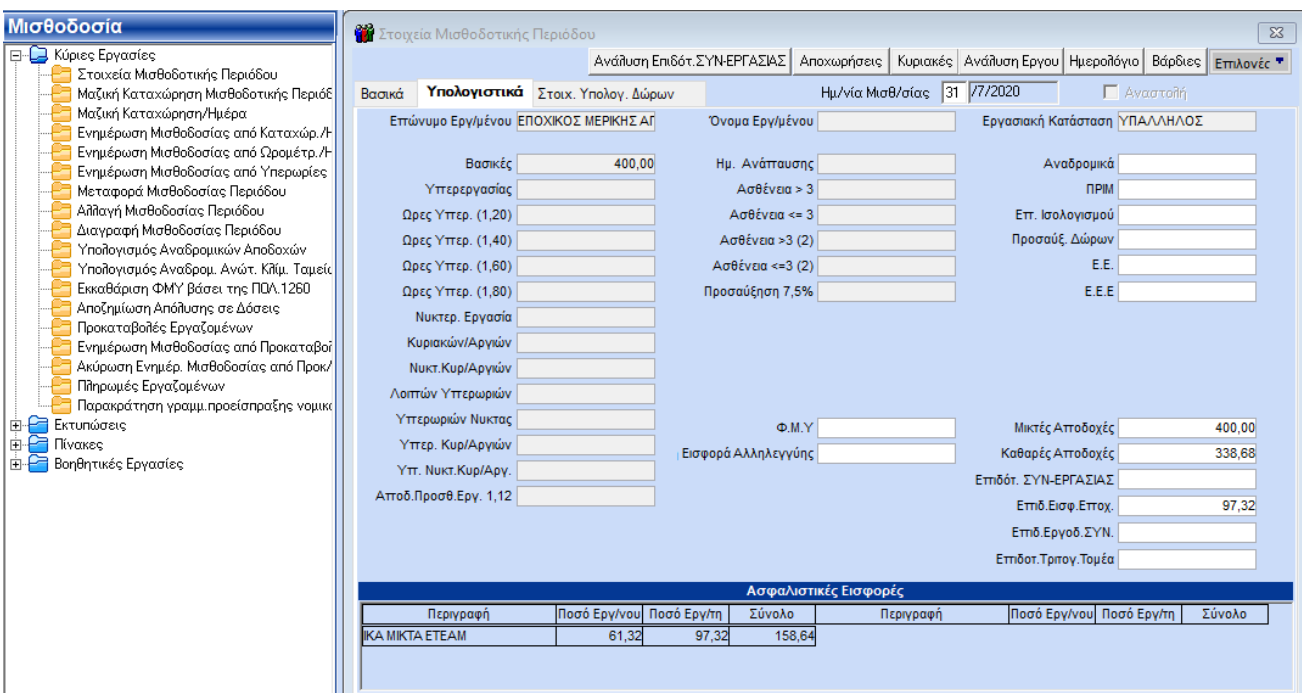 Μισθοδοσία
Κύριες Εργασίες
Στοιχεία Μισθοδοτικής Περιόδου
Μαζική Καταχώρηση Μισθοδοτικής Περιόδ
Μαζική Καταχώρηση/Ημέρα
Ενημέρωση Μισθοδοσίας από Καταχώρ./Η
Ενημέρωση Μισθοδοσίας από Ωρομέτρ./Η
Ενημέρωση Μισθοδοσίας από Υπερωρίες
Μεταφορά Μισθοδοσίας Περιόδου
Αλλαγή Μισθοδοσίας Περιόδου
Διαγραφή Μισθοδοσίας Περιόδου
Υπολογισμός Αναδρομικών Αποδοχών
Υπολογισμός Αναδρομ. Ανώτ. Κλίμ. Ταμείο
Εκκαθάριση ΦΜΥ βάσει της ΠΟΛ.1260
Αποζημίωση Απόλυσης σε Δόσεις
Προκαταβολές Εργαζομένων
Ενημέρωση Μισθοδοσίας από Προκαταβολ
Ακύρωση Ενημέρ. Μισθοδοσίας από Προκ/
Πληρωμές Εργαζομένων
Παρακράτηση γραμμ.προείσπραξης νομικ
Εκτυπώσεις
Πίνακες
Βοηθητικές Εργασίες
Στοιχεία Μισθοδοτικής Περιόδου
Ανάλυση Επιδότ.ΣΥΝ-ΕΡΓΑΣΙΑΣ Αποχωρήσεις Κυριακές Ανάλυση Εργου Ημερολόγιο Βάρδιες Επιλογές
Βασικά Υπολογιστικά Στοιχ. Υπολογ. Δώρων Ημ/νία Μισθ/σίας 31 /7/2020 Αναστολή
Επώνυμο Εργ/μένου ΕΠΟΧΙΚΟΣ ΜΕΡΙΚΗΣ ΑΠ Όνομα Εργ/μένου Εργασιακή Κατάσταση ΥΠΑΛΛΗΛΟΣ
Βασικές 400,00 Ημ. Ανάπαυσης Αναδρομικά
Υπερεργασίας Ασθένεια > 3 ΠΡΙΜ
Ωρες Υπερ. (1,20) Ασθένεια <= 3 Επ. Ισολογισμού
Ωρες Υπερ. (1,40) Ασθένεια >3 (2) Προσαύξ. Δώρων
Ωρες Υπερ. (1,60) Ασθένεια <=3 (2) Ε.Ε.
Ωρες Υπερ. (1,80) Προσαύξηση 7,5% Ε.Ε.Ε
Νυκτερ. Εργασία
Κυριακών/Αργιών
Νυκτ.Κυρ/Αργιών
Λοιπών Υπερωριών
Υπερωριών Νυκτας Φ.Μ.Υ Μικτές Αποδοχές 400,00
Υπερ. Κυρ/Αργιών Εισφορά Αλληλεγγύης Καθαρές Αποδοχές 338,68
Υπ. Νυκτ.Κυρ/Αργ. Επιδότ. ΣΥΝ-ΕΡΓΑΣΙΑΣ
Αποδ.Προσθ.Εργ. 1,12 Επιδ.Εισφ.Εποχ. 97,32
Επιδ.Εργοδ.ΣΥΝ.
Επιδοτ.Τριτογ.Τομέα
Ασφαλιστικές Εισφορές
Περιγραφή Ποσό Εργ/νου Ποσό Εργ/τη Σύνολο Περιγραφή Ποσό Εργ/νου Ποσό Εργ/τη Σύνολο
ΙΚΑ ΜΙΚΤΑ ΕΤΕΑΜ 61,32 97,32 158,64